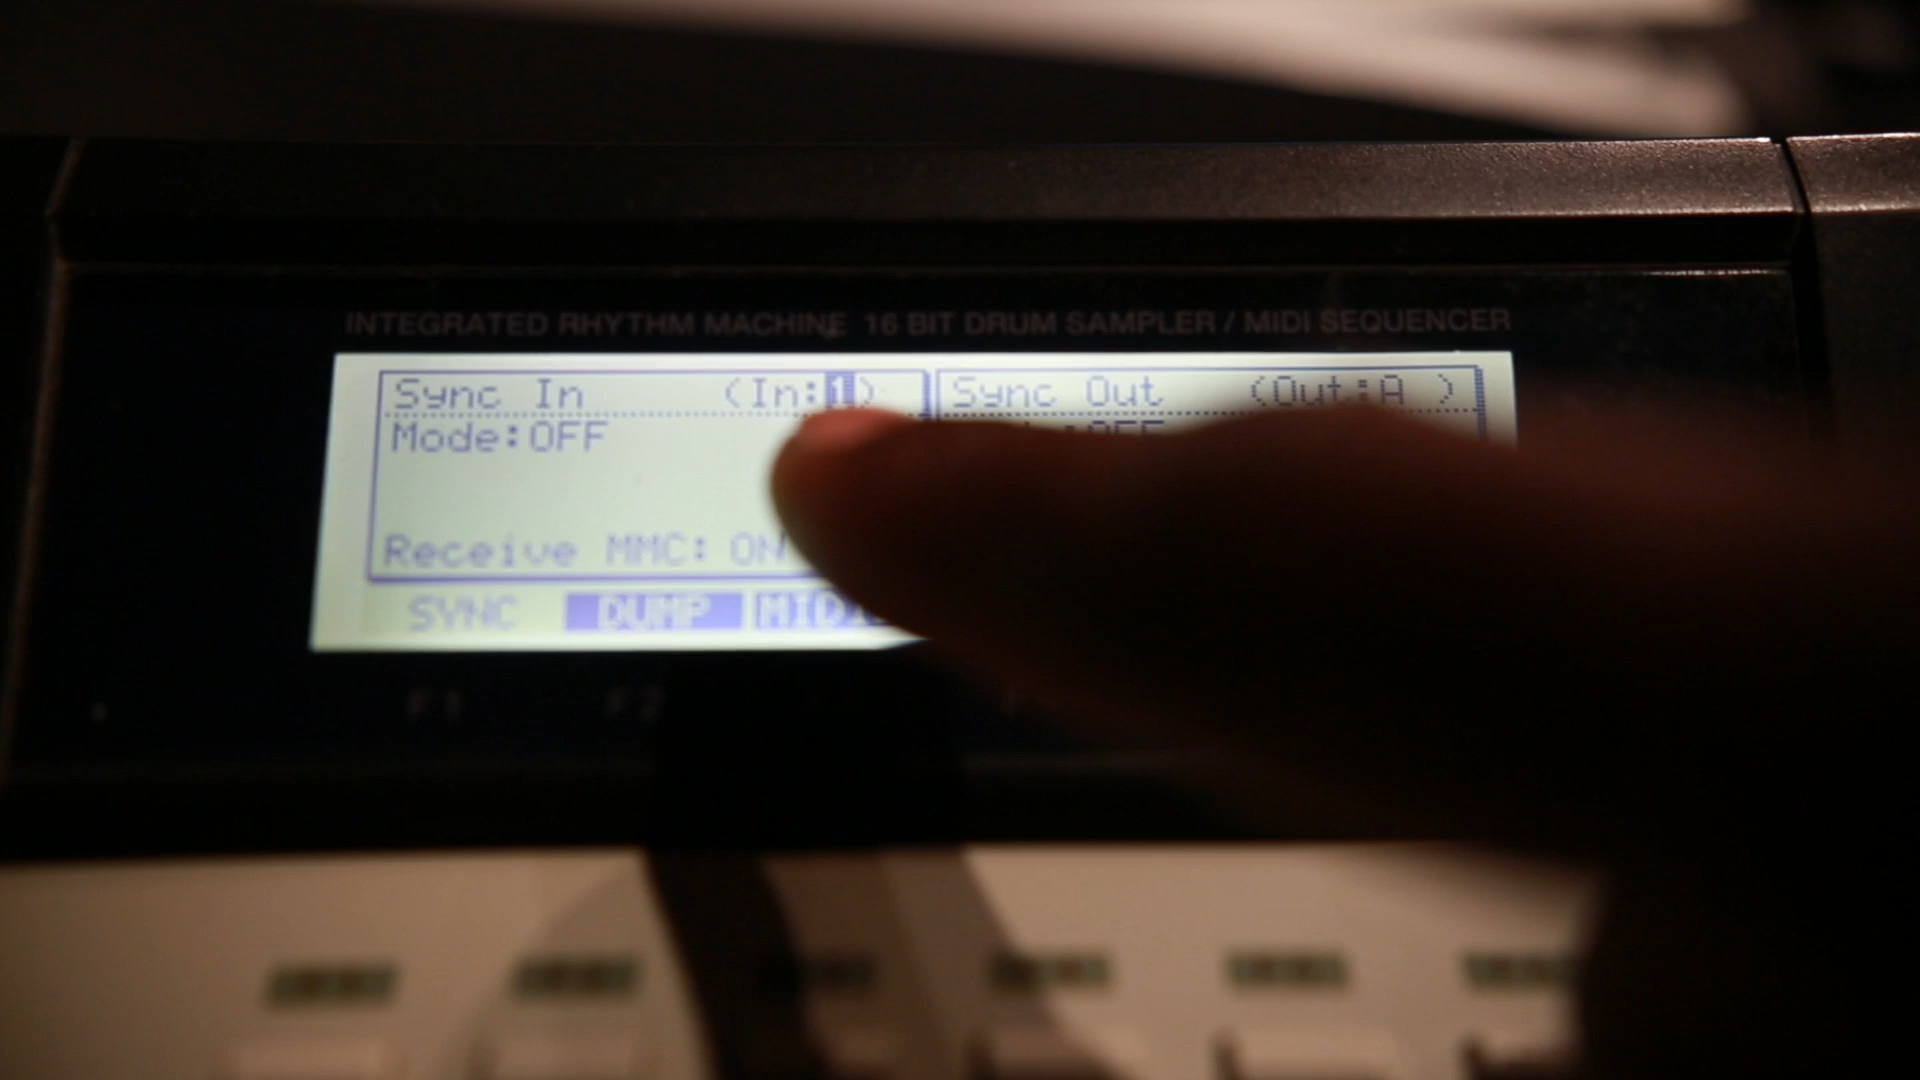 INTEGRATED RHYTHM MACHINE 16 BIT DRUM SAMPLER / MIDI SEQUENCER
Sync In (In:1)
Sync Out (Out:A )
Mode:OFF
:OFF
Receive MMC: ON
SYNC DUMP MIDI
F1 F2